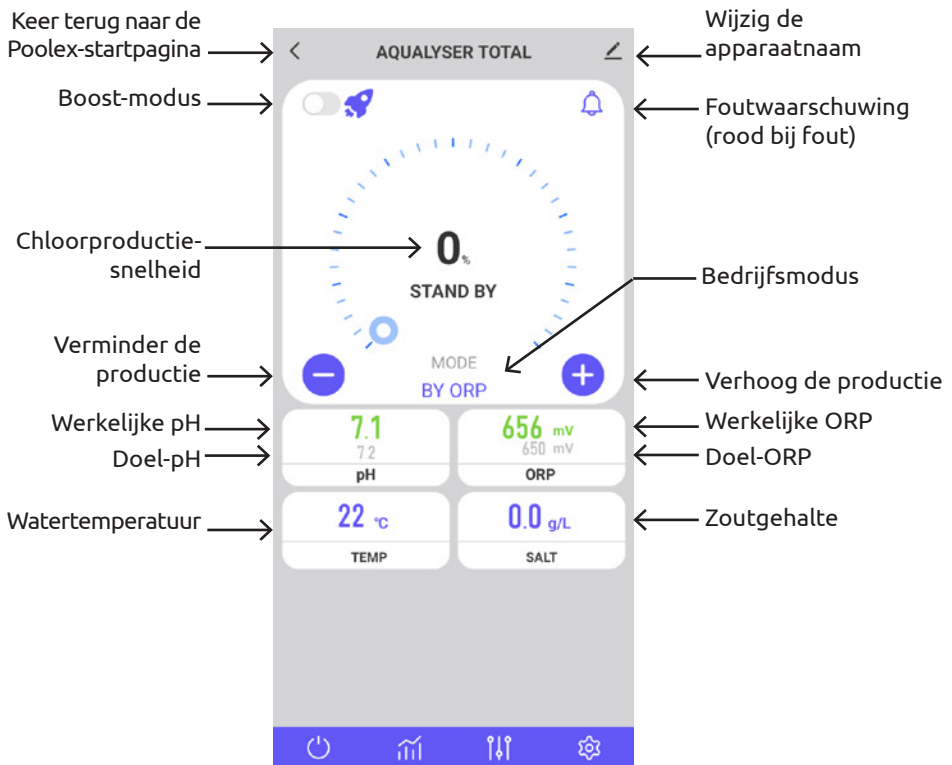 Keer terug naar de
Poolex-startpagina
AQUALYSER TOTAL
Wijzig de
apparaatnaam
Boost-modus
Foutwaarschuwing
(rood bij fout)
Chloorproductie-
snelheid
0 %
STAND BY
Bedrijfsmodus
Verminder de
productie
MODE
BY ORP
Verhoog de productie
Werkelijke pH
7.1
656 mV
Werkelijke ORP
Doel-pH
7.2
650 mV
Doel-ORP
pH
ORP
Watertemperatuur
22 °C
0.0 g/L
Zoutgehalte
TEMP
SALT